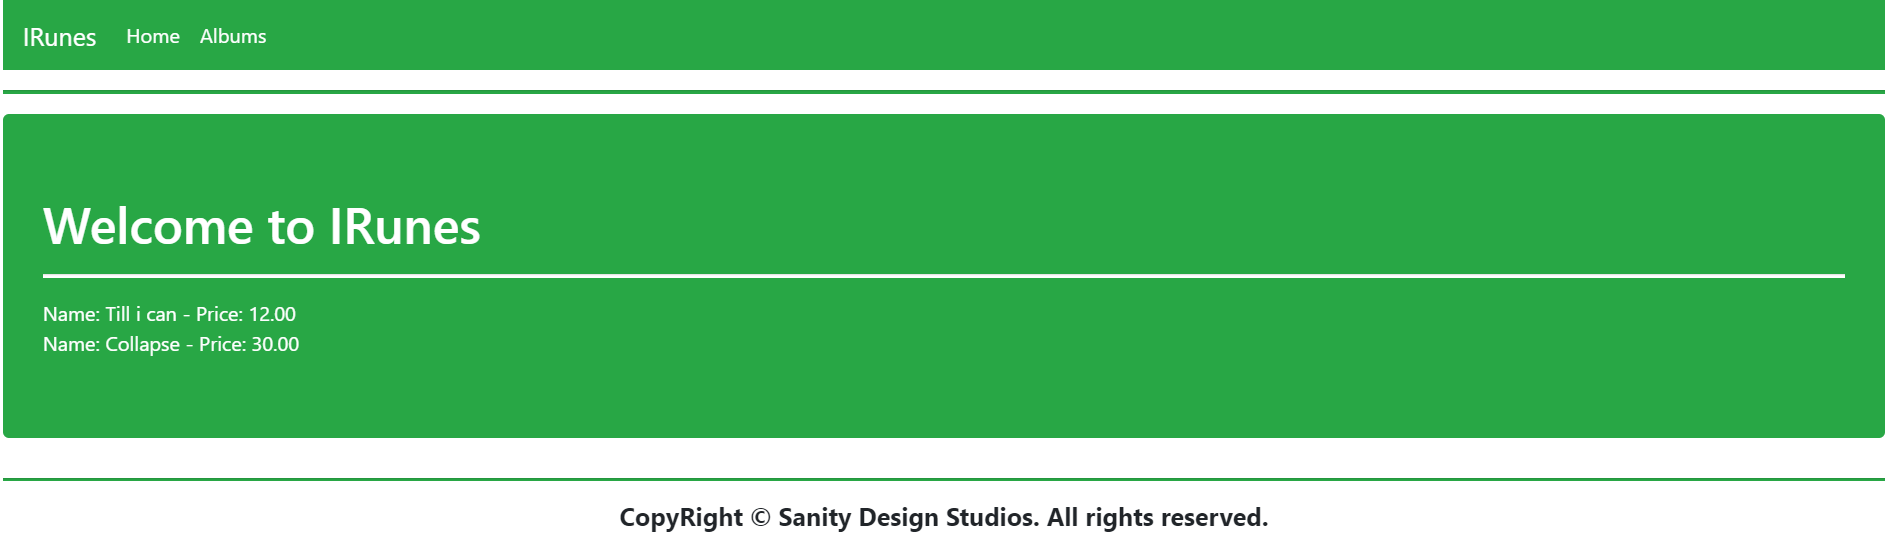 IRunes Home Albums
Welcome to IRunes
Name: Till i can - Price: 12.00
Name: Collapse - Price: 30.00
CopyRight © Sanity Design Studios. All rights reserved.